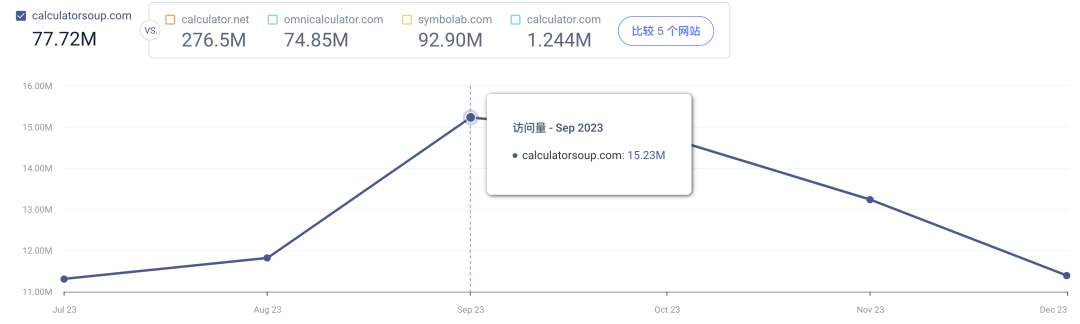 calculatorsoup.com
77.72M
VS.
calculator.net
276.5M
omnicalculator.com
74.85M
symbolab.com
92.90M
calculator.com
1.244M
比较 5 个网站
16.00M
15.00M
14.00M
13.00M
12.00M
11.00M
访问量 - Sep 2023
calculatorsoup.com: 15.23M
Jul 23
Aug 23
Sep 23
Oct 23
Nov 23
Dec 23